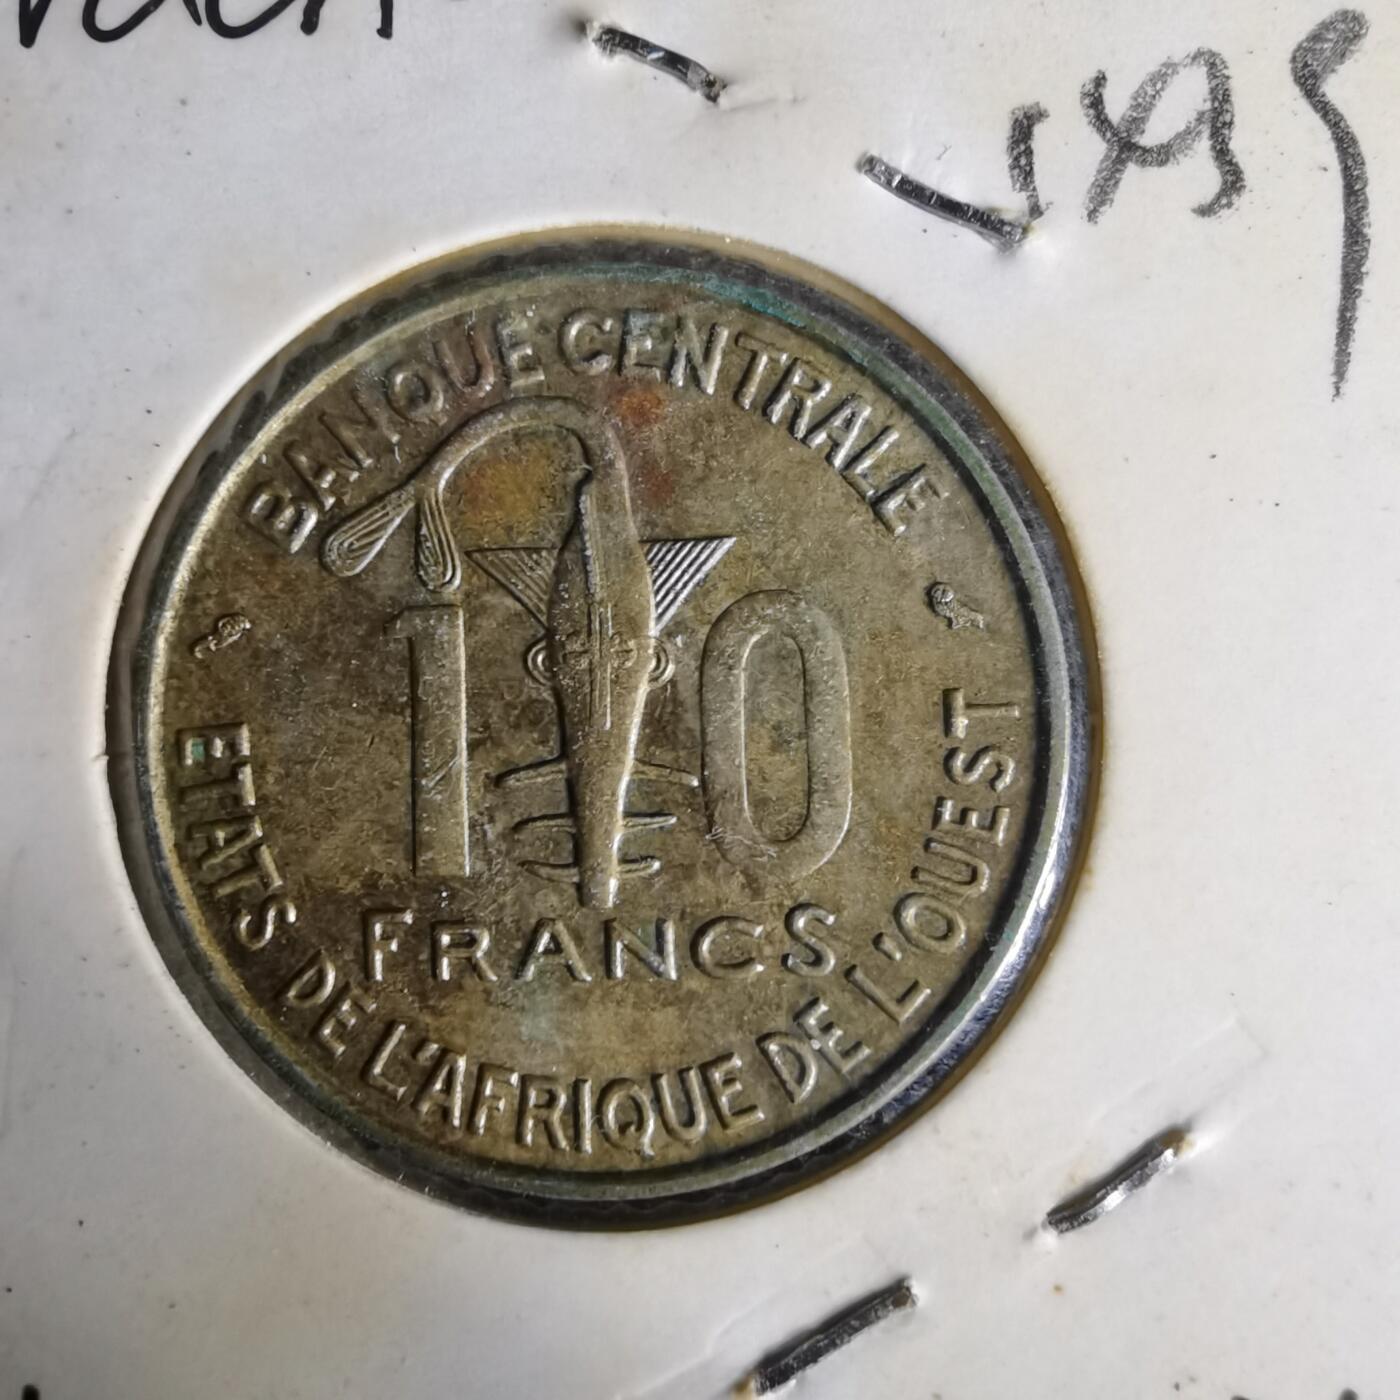 BANQUE CENTRALE
10
FRANCS
ETATS DE L'AFRIQUE DE L'OUEST